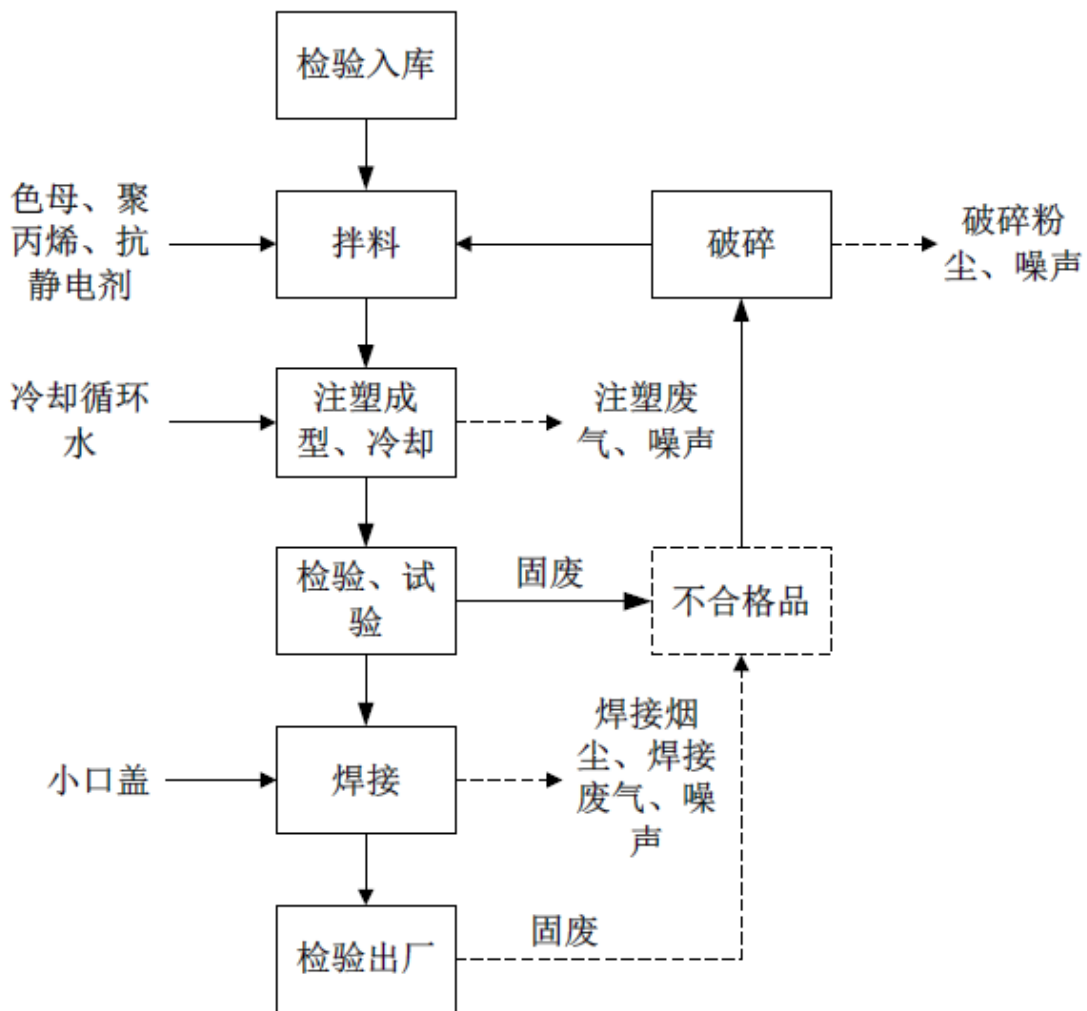 检验入库
色母、聚
丙烯、抗
静电剂
拌料
破碎
破碎粉
尘、噪声
冷却循环
水
注塑成
型、冷却
注塑废
气、噪声
检验、试
验
固废
不合格品
小口盖
焊接
焊接烟
尘、焊接
废气、噪
声
检验出厂
固废